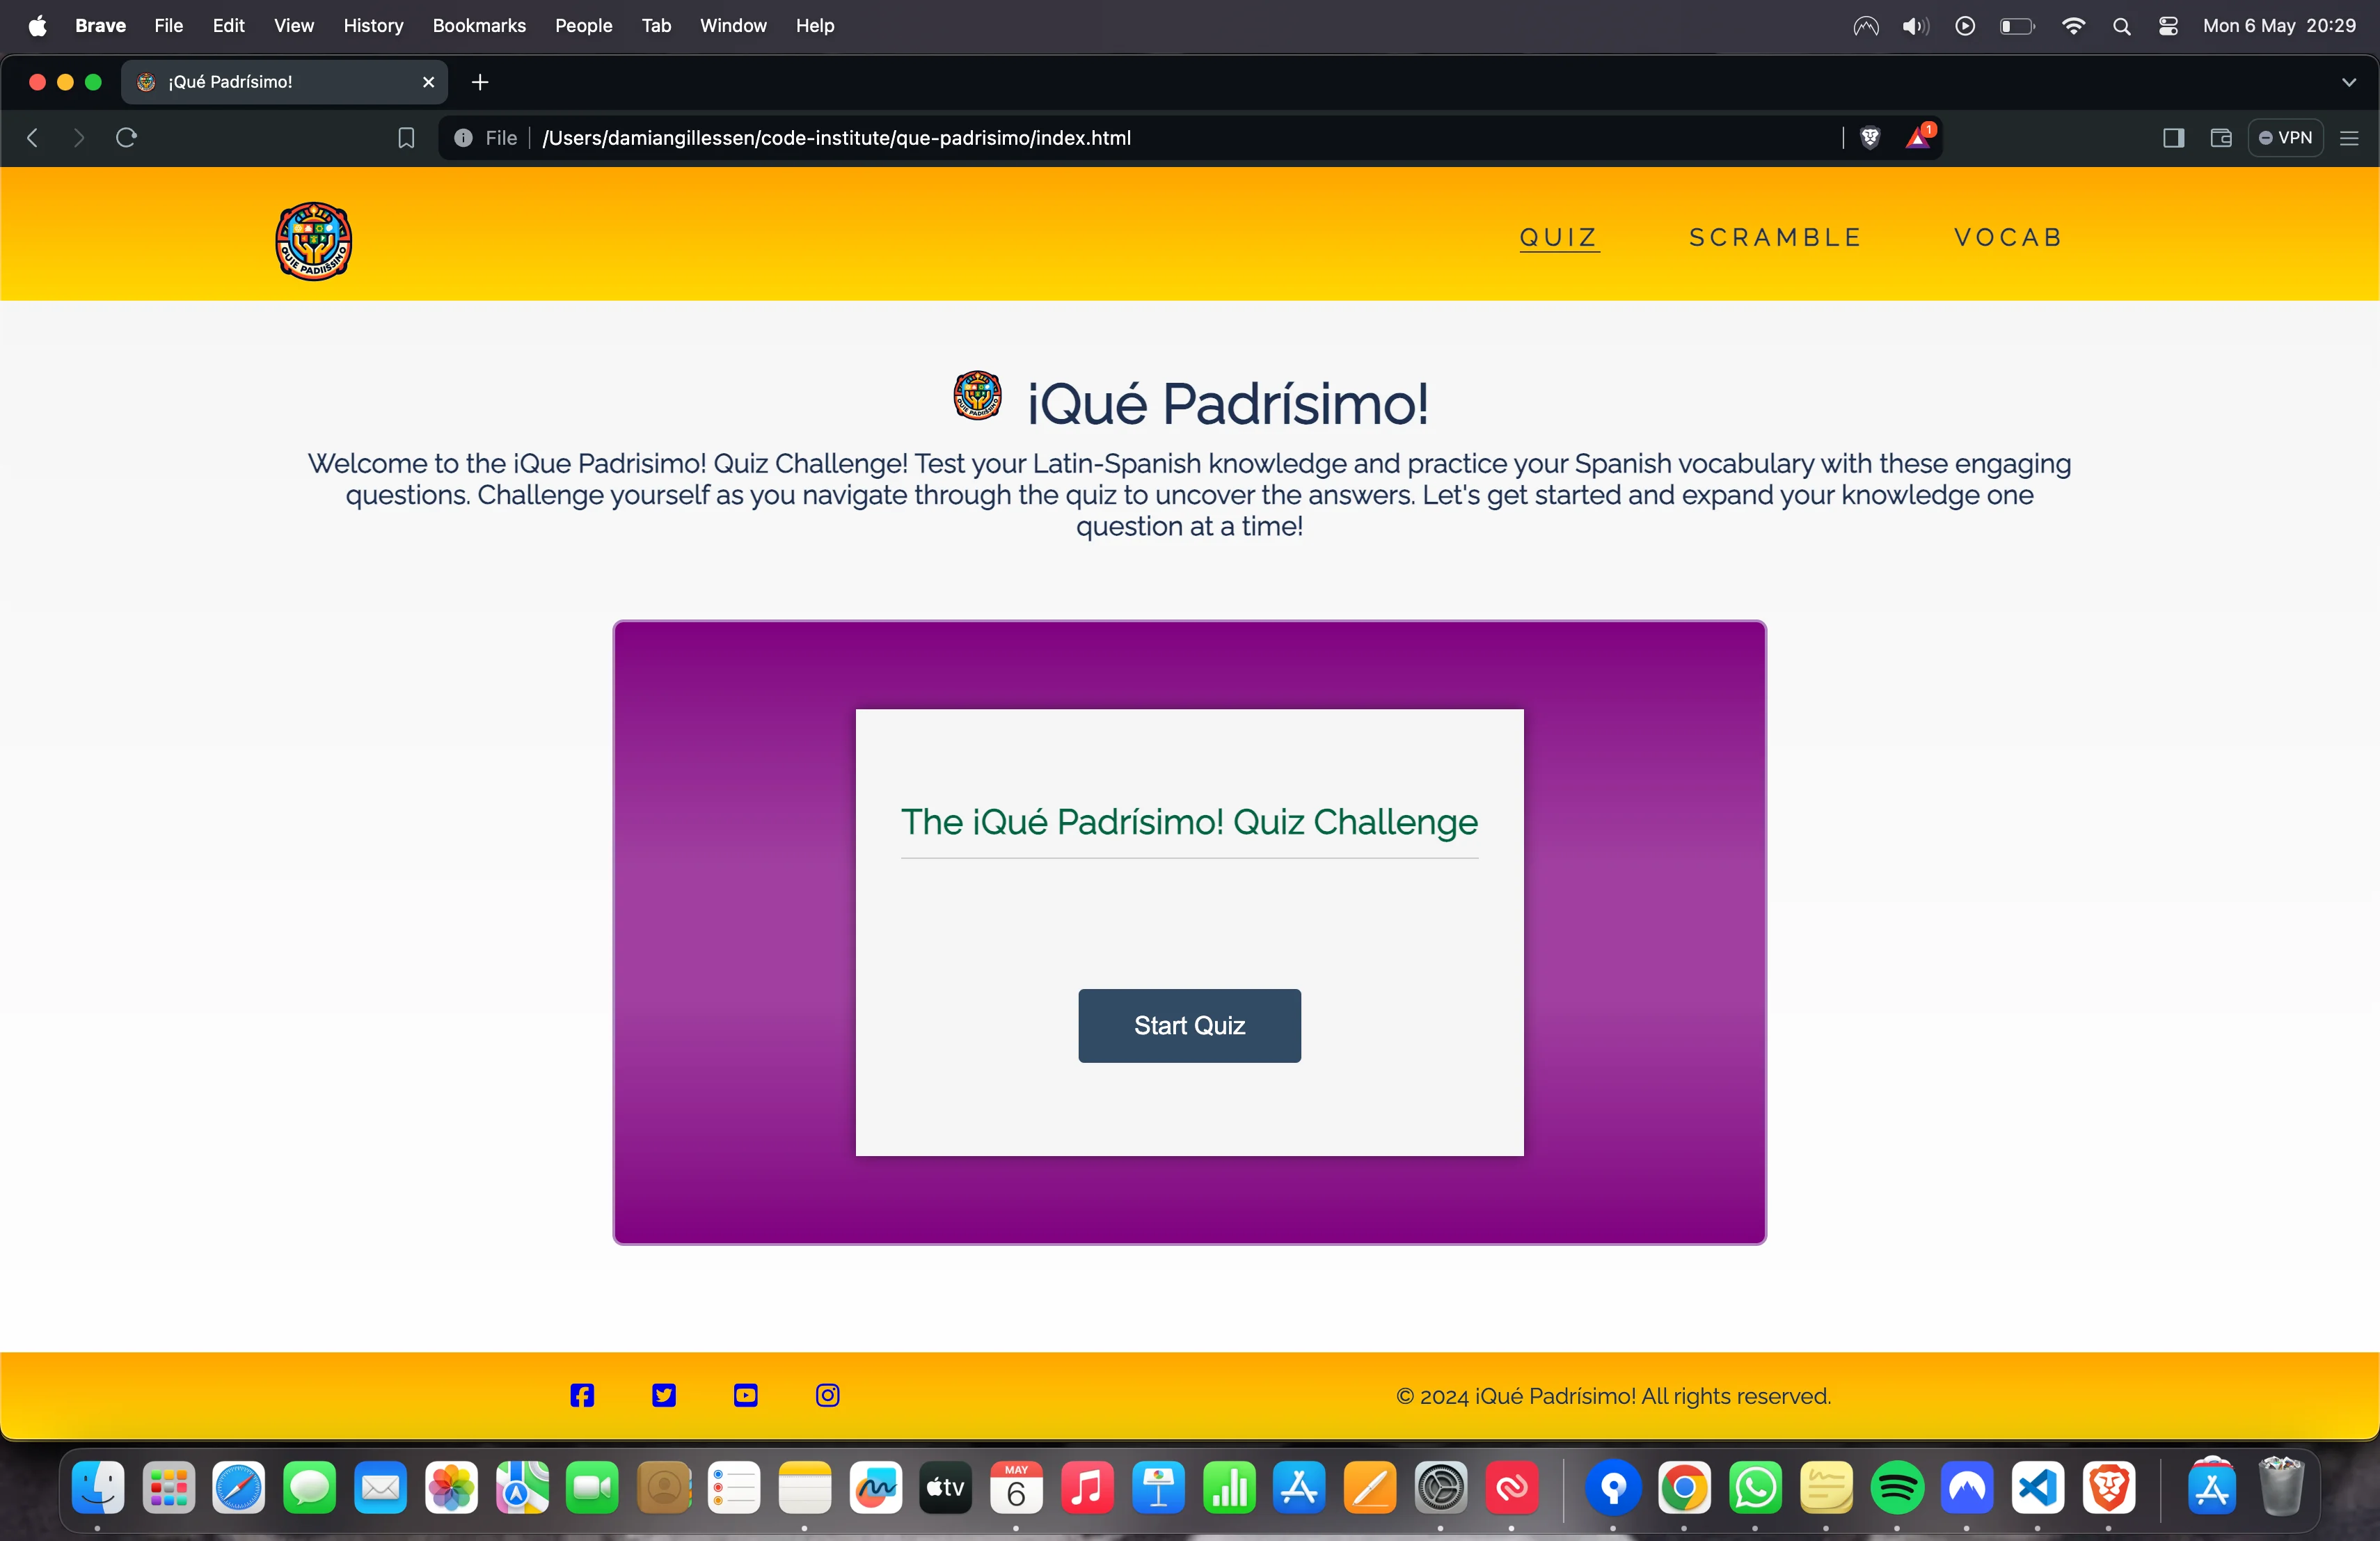 Brave File Edit View History Bookmarks People Tab Window Help Mon 6 May 20:29
¡Qué Padrísimo!
File /Users/damiangillessen/code-institute/que-padrisimo/index.html 1 VPN
QUIZ SCRAMBLE VOCAB
¡Qué Padrísimo!
Welcome to the ¡Que Padrisimo! Quiz Challenge! Test your Latin-Spanish knowledge and practice your Spanish vocabulary with these engaging
questions. Challenge yourself as you navigate through the quiz to uncover the answers. Let's get started and expand your knowledge one
question at a time!
The ¡Qué Padrísimo! Quiz Challenge
Start Quiz
© 2024 ¡Qué Padrísimo! All rights reserved.
tv
MAY
6